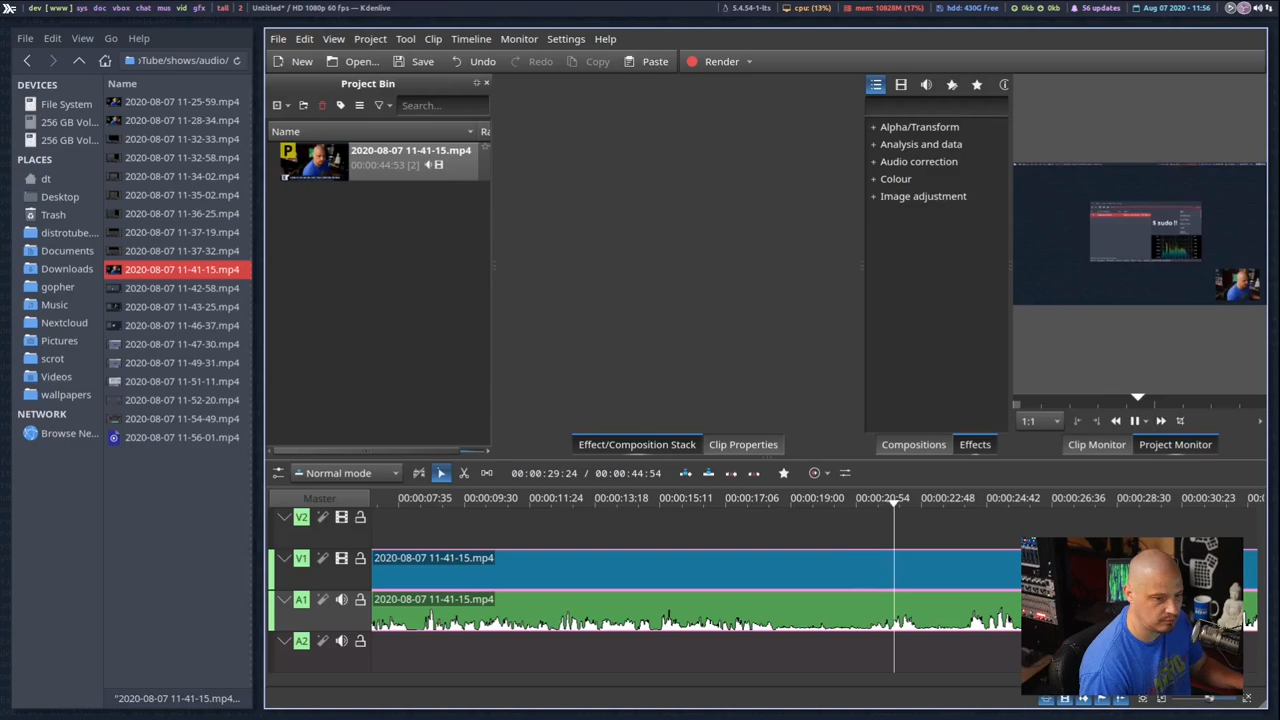 dev [ www ] sys doc vbox chat mus vid gfx | tall | 2 | Untitled* / HD 1080p 60 fps — Kdenlive
5.4.54-1-lts | cpu: (13%) | mem: 10828M (17%) | hdd: 430G free | 0kb 0kb | 56 updates | Aug 07 2020 - 11:56
File Edit View Go Help
Tube/shows/audio/
DEVICES
File System
256 GB Vol...
256 GB Vol...
PLACES
dt
Desktop
Trash
distrotube....
Documents
Downloads
gopher
Music
Nextcloud
Pictures
scrot
Videos
wallpapers
NETWORK
Browse Ne...
Name
2020-08-07 11-25-59.mp4
2020-08-07 11-28-34.mp4
2020-08-07 11-32-33.mp4
2020-08-07 11-32-58.mp4
2020-08-07 11-34-02.mp4
2020-08-07 11-35-02.mp4
2020-08-07 11-36-25.mp4
2020-08-07 11-37-19.mp4
2020-08-07 11-37-32.mp4
2020-08-07 11-41-15.mp4
2020-08-07 11-42-58.mp4
2020-08-07 11-43-25.mp4
2020-08-07 11-46-37.mp4
2020-08-07 11-47-30.mp4
2020-08-07 11-49-31.mp4
2020-08-07 11-51-11.mp4
2020-08-07 11-52-20.mp4
2020-08-07 11-54-49.mp4
2020-08-07 11-56-01.mp4
"2020-08-07 11-41-15.mp4...
File Edit View Project Tool Clip Timeline Monitor Settings Help
New Open... Save Undo Redo Copy Paste Render
Project Bin
Search...
Name Ra
P
2020-08-07 11-41-15.mp4
00:00:44:53 [2]
Alpha/Transform
Analysis and data
Audio correction
Colour
Image adjustment
$ sudo !!
1:1
Effect/Composition Stack Clip Properties
Compositions Effects
Clip Monitor Project Monitor
Normal mode
00:00:29:24 / 00:00:44:54
Master
00:00:07:35 00:00:09:30 00:00:11:24 00:00:13:18 00:00:15:11 00:00:17:06 00:00:19:00 00:00:20:54 00:00:22:48 00:00:24:42 00:00:26:36 00:00:28:30 00:00:30:23 00:0
V2
V1
2020-08-07 11-41-15.mp4
A1
2020-08-07 11-41-15.mp4
A2